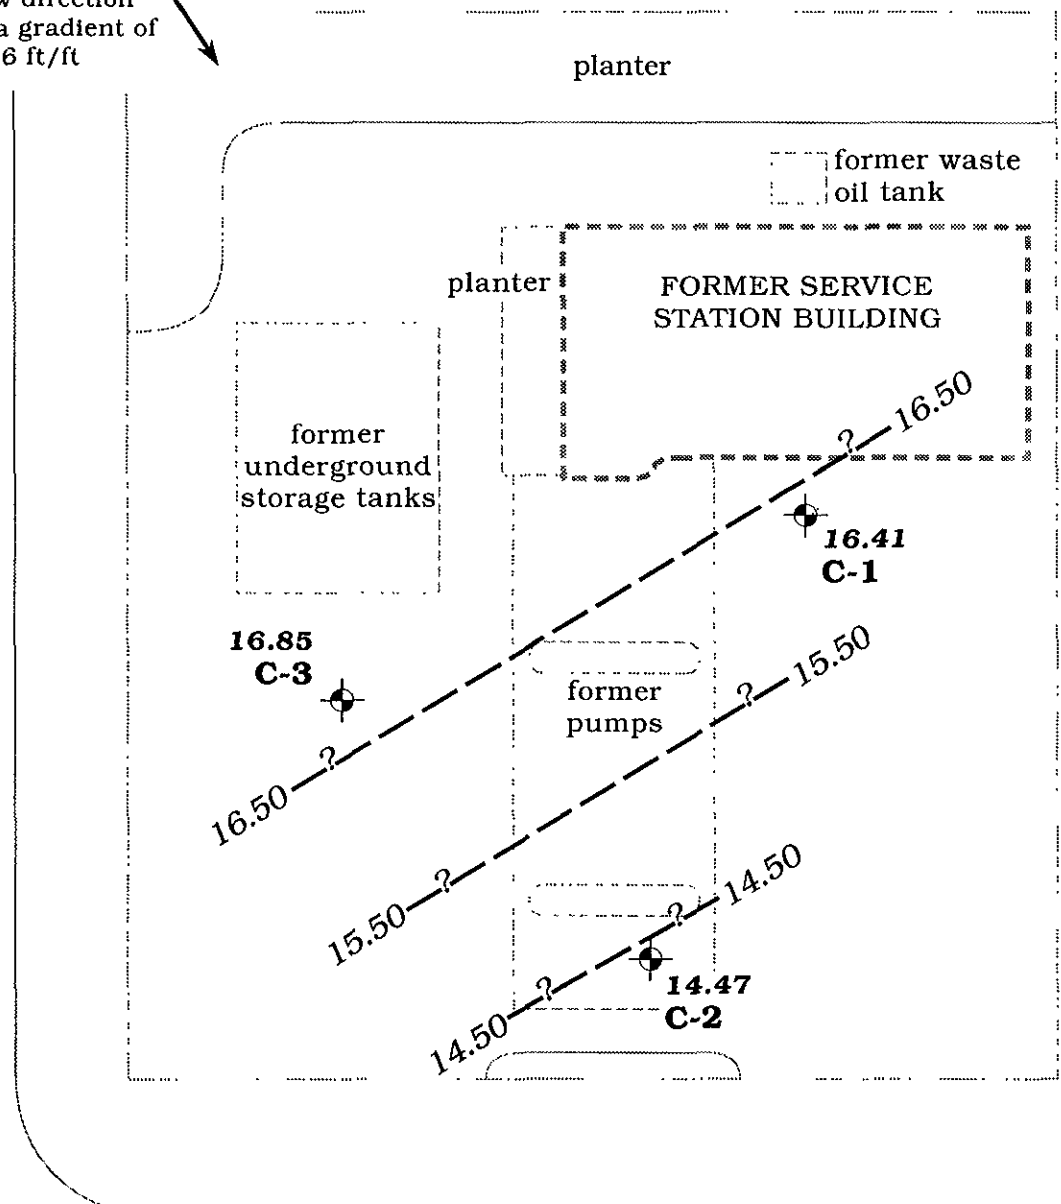 direction
a gradient of
6 ft/ft
planter
former waste
oil tank
planter
FORMER SERVICE
STATION BUILDING
former
underground
storage tanks
?
16.50
16.41
C-1
16.85
C-3
?
16.50
former
pumps
?
15.50
?
15.50
?
14.50
?
14.50
14.47
C-2